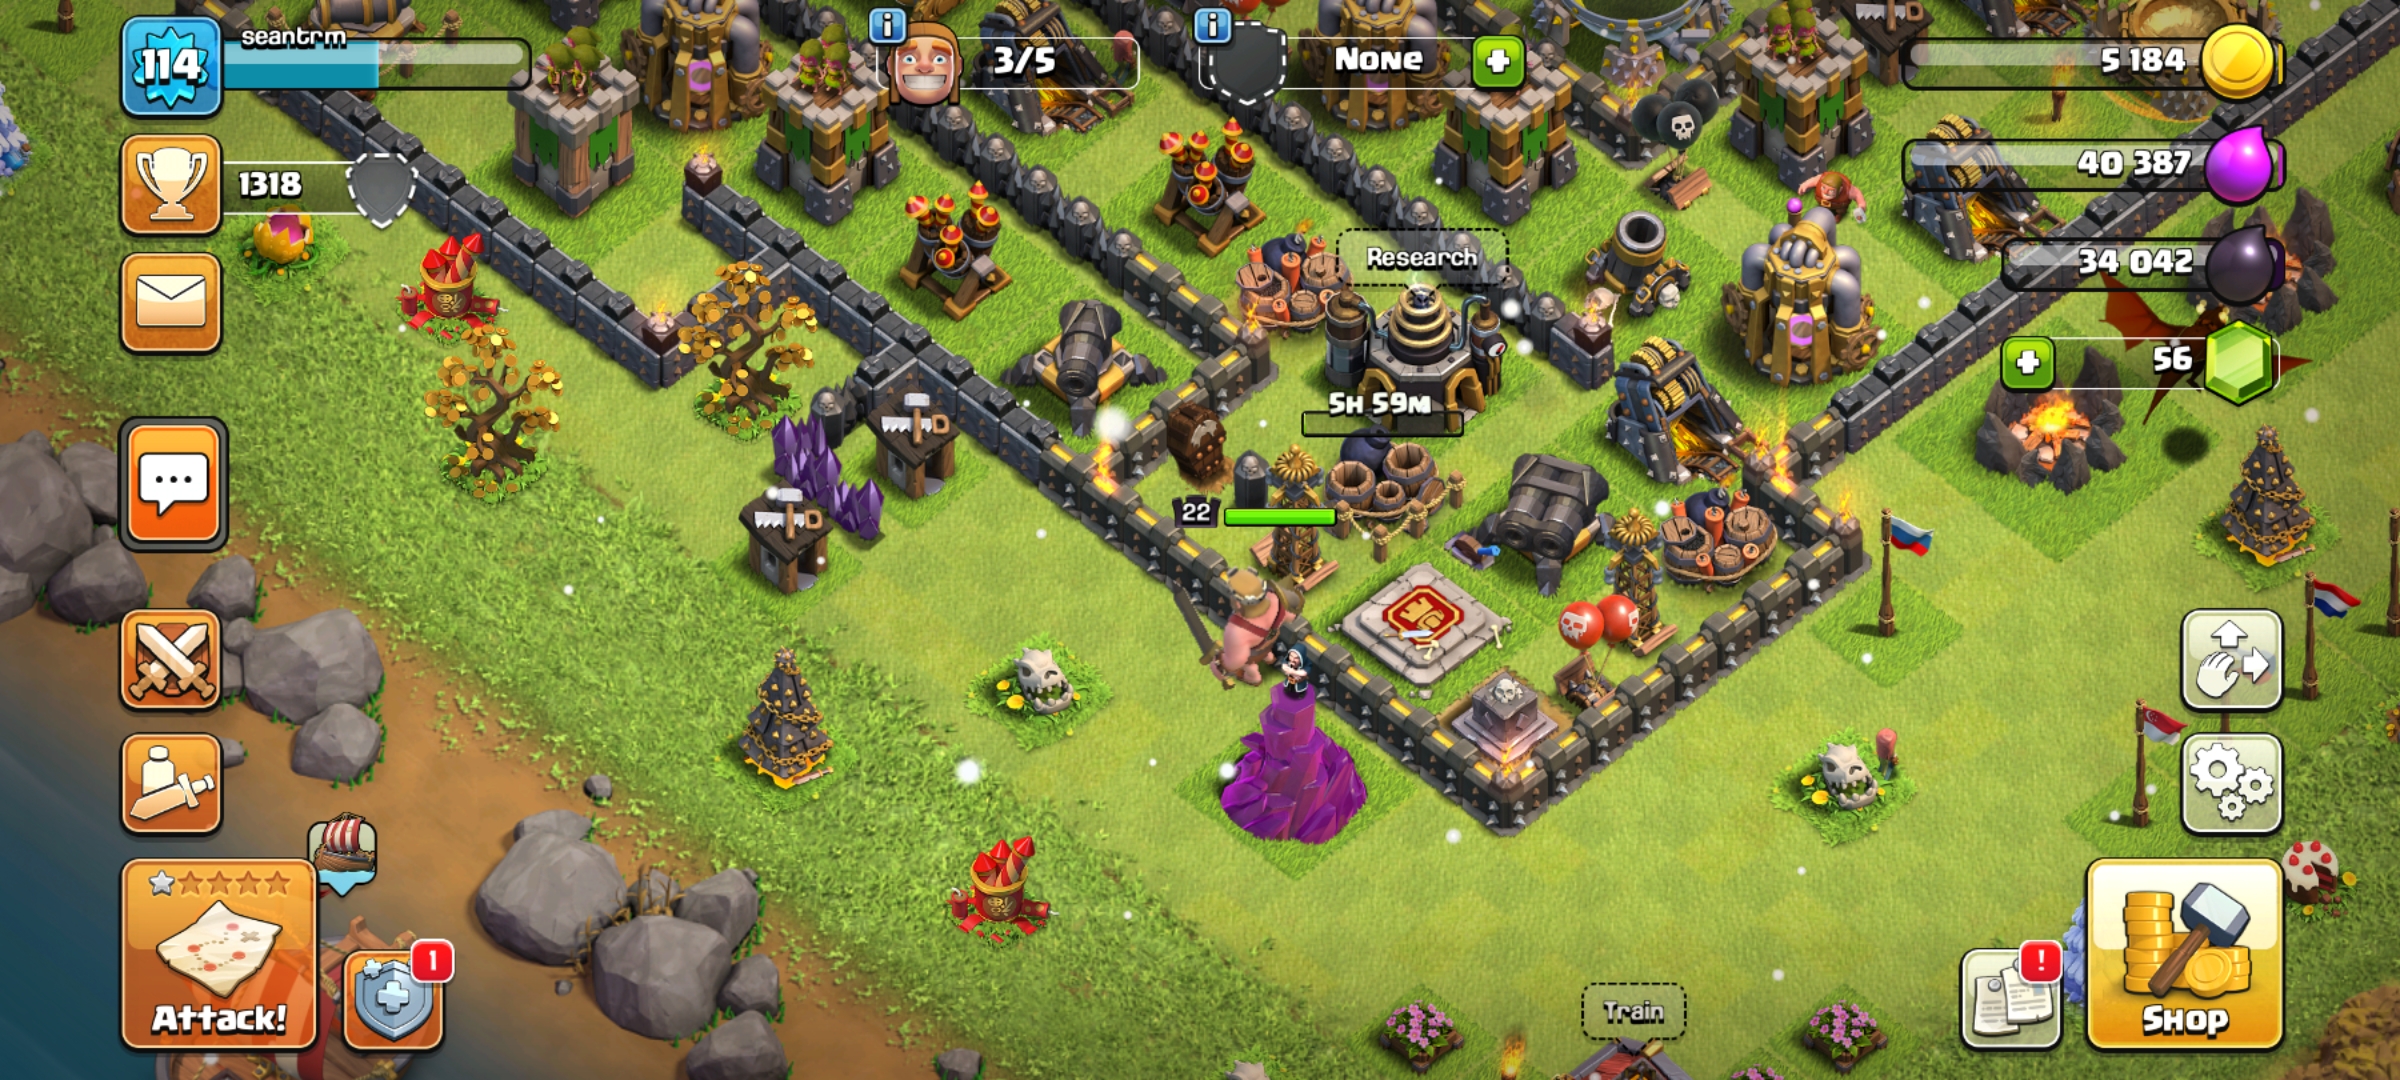 114
seantrm
3/5
None
5 184
1318
40 387
Research
34 042
56
5h 59m
22
1
Attack!
Train
!
Shop